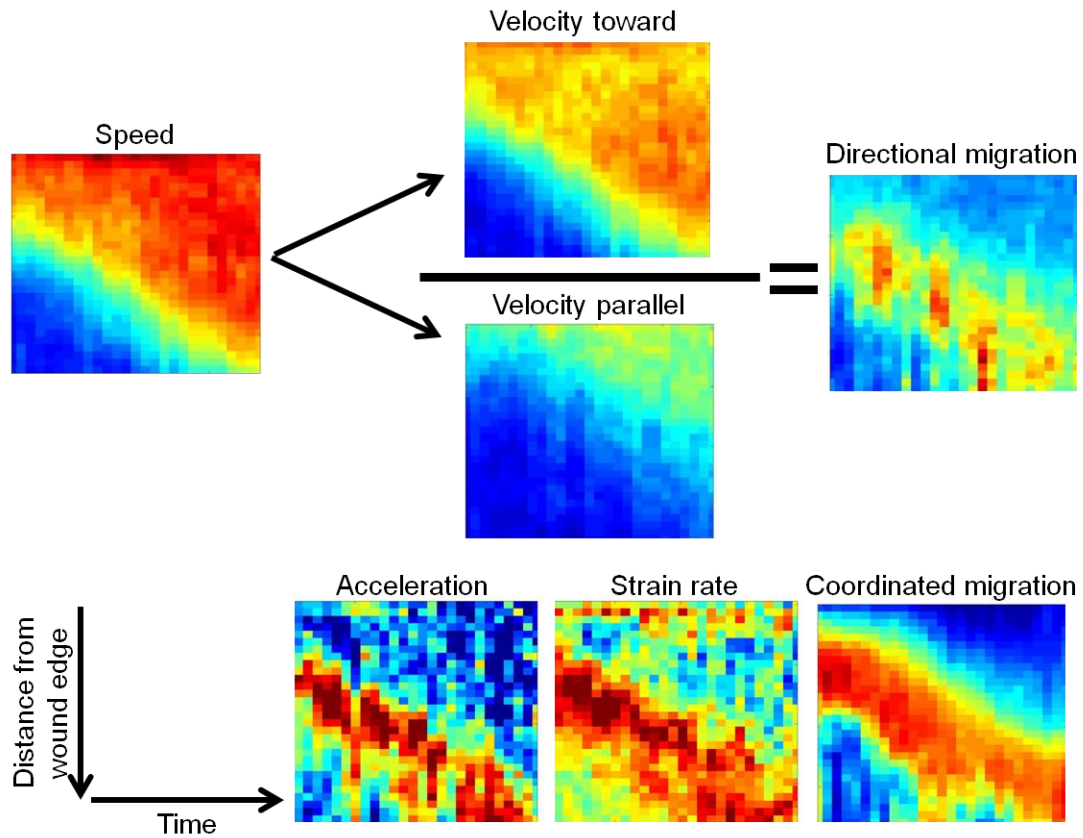 Velocity toward
Speed
Directional migration
Velocity parallel
Acceleration
Strain rate
Coordinated migration
Distance from
wound edge
Time